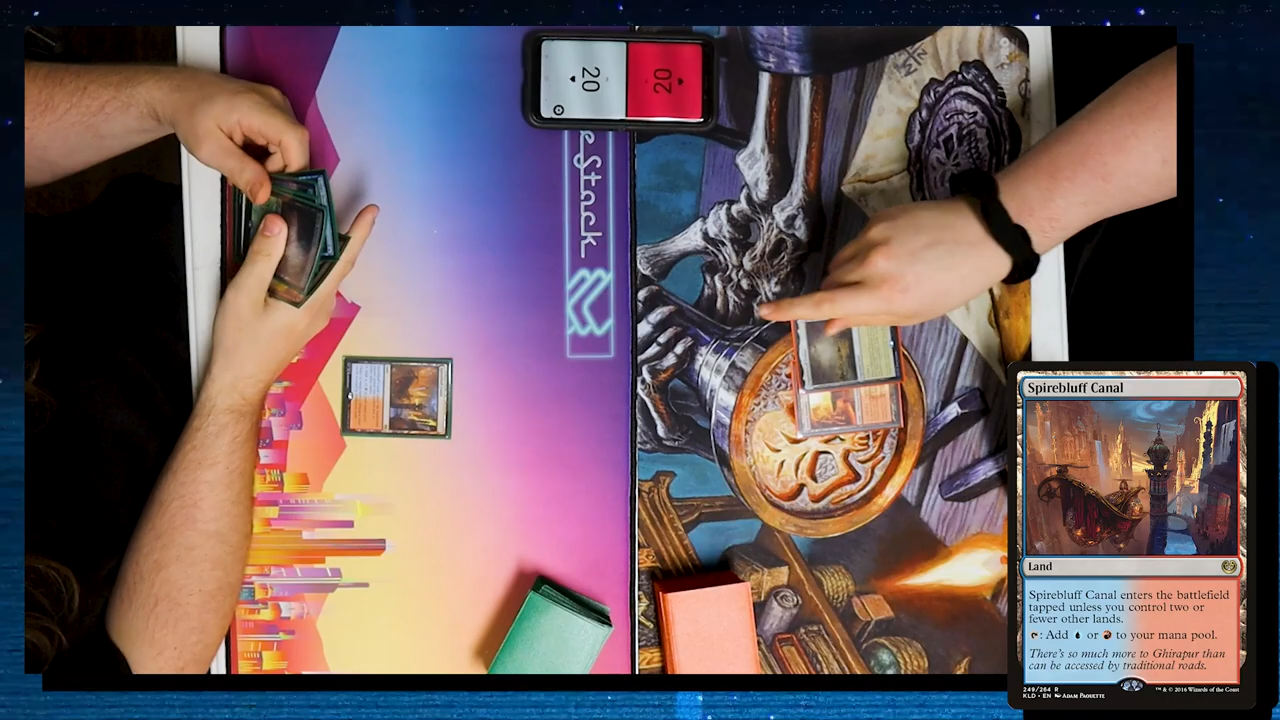 20
20
eStack
Spirebluff Canal
Land
Spirebluff Canal enters the battlefield
tapped unless you control two or
fewer other lands.
: Add or to your mana pool.
There's so much more to Ghirapur than
can be accessed by traditional roads.
249/264 R
KLD • EN Adam Paquette
™ & © 2016 Wizards of the Coast